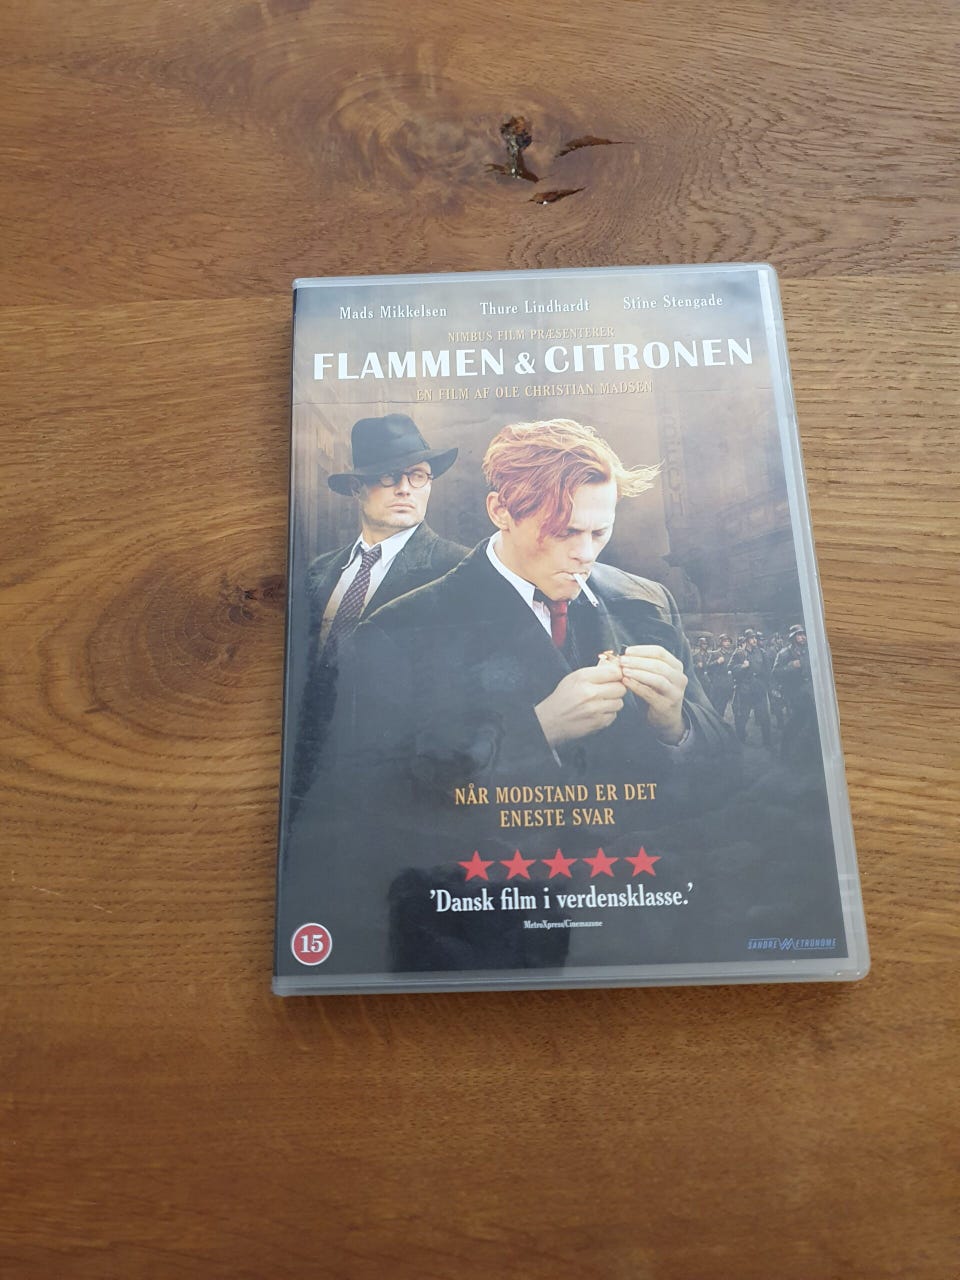 Mads Mikkelsen Thure Lindhardt Stine Stengade
NIMBUS FILM PRÆSENTERER
FLAMMEN & CITRONEN
EN FILM AF OLE CHRISTIAN MADSEN
NÅR MODSTAND ER DET
ENESTE SVAR
'Dansk film i verdensklasse.'
MetroXpress/Cinemazone
15
SANDREW METRONOME